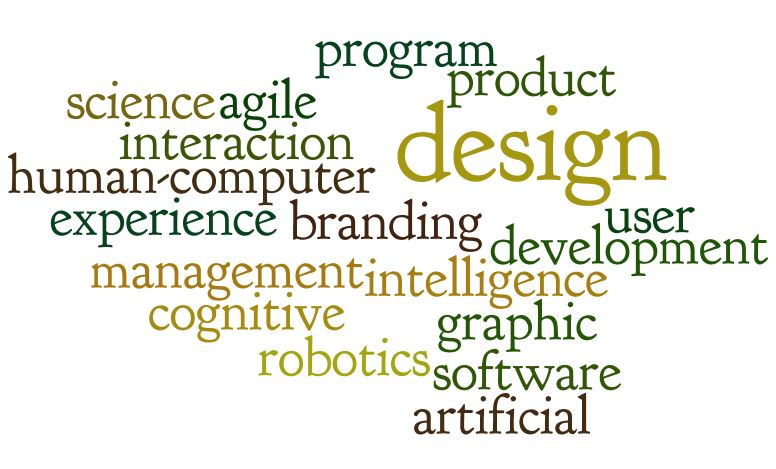 program
product
science agile
design
interaction
human-computer
experience branding
user
development
management intelligence
cognitive
graphic
robotics
software
artificial